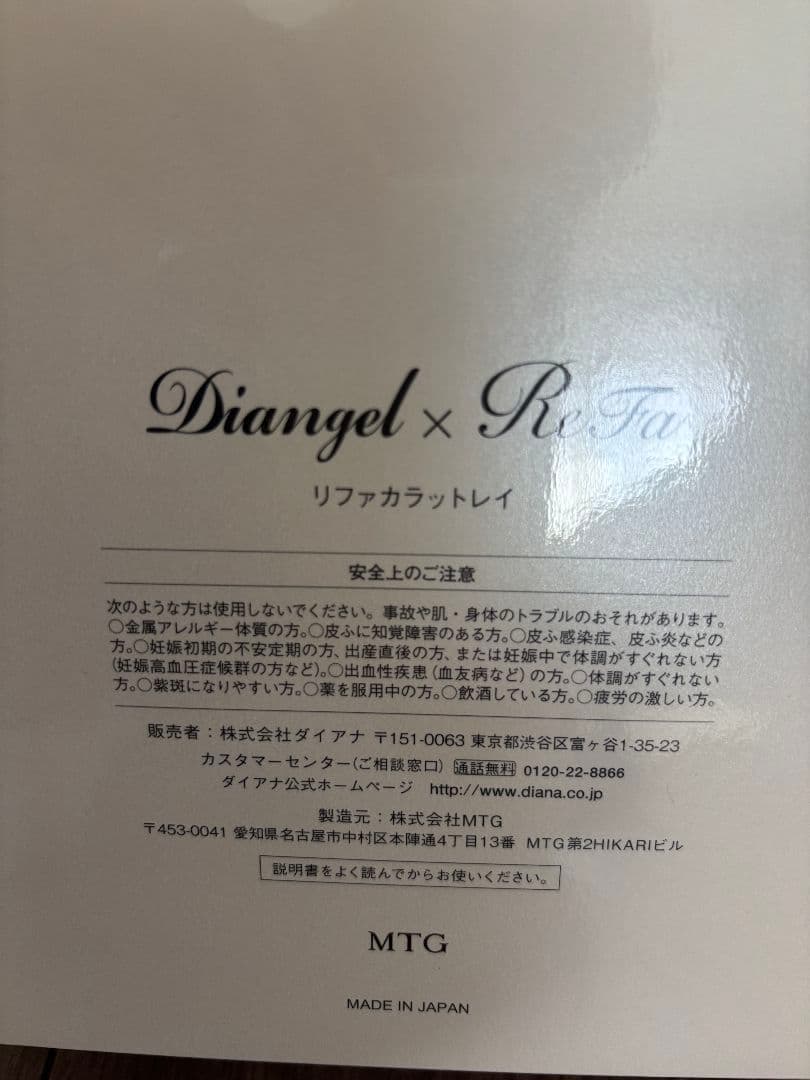 Diangel × ReFa
リファカラットレイ
安全上のご注意
次のような方は使用しないでください。事故や肌・身体のトラブルのおそれがあります。
○金属アレルギー体質の方。○皮ふに知覚障害のある方。○皮ふ感染症、皮ふ炎などの
方。○妊娠初期の不安定期の方、出産直後の方、または妊娠中で体調がすぐれない方
(妊娠高血圧症候群の方など)。○出血性疾患(血友病など)の方。○体調がすぐれない
方。○紫斑になりやすい方。○薬を服用中の方。○飲酒している方。○疲労の激しい方。
販売者：株式会社ダイアナ 〒151-0063 東京都渋谷区富ヶ谷1-35-23
カスタマーセンター(ご相談窓口) 通話無料 0120-22-8866
ダイアナ公式ホームページ http://www.diana.co.jp
製造元：株式会社MTG
〒453-0041 愛知県名古屋市中村区本陣通4丁目13番 MTG第2HIKARIビル
説明書をよく読んでからお使いください。
MTG
MADE IN JAPAN